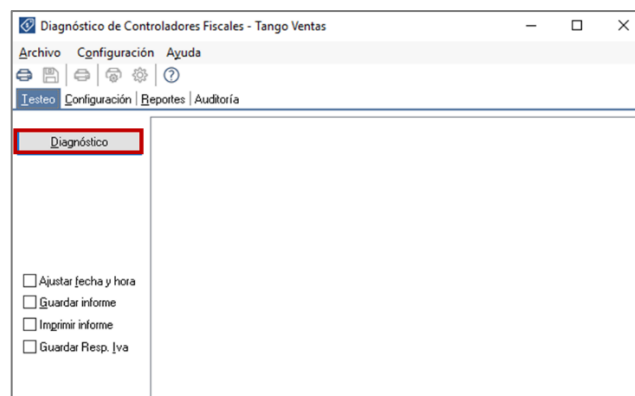 Diagnóstico de Controladores Fiscales - Tango Ventas
Archivo Configuración Ayuda
Testeo Configuración Reportes Auditoría
Diagnóstico
Ajustar fecha y hora
Guardar informe
Imprimir informe
Guardar Resp. Iva